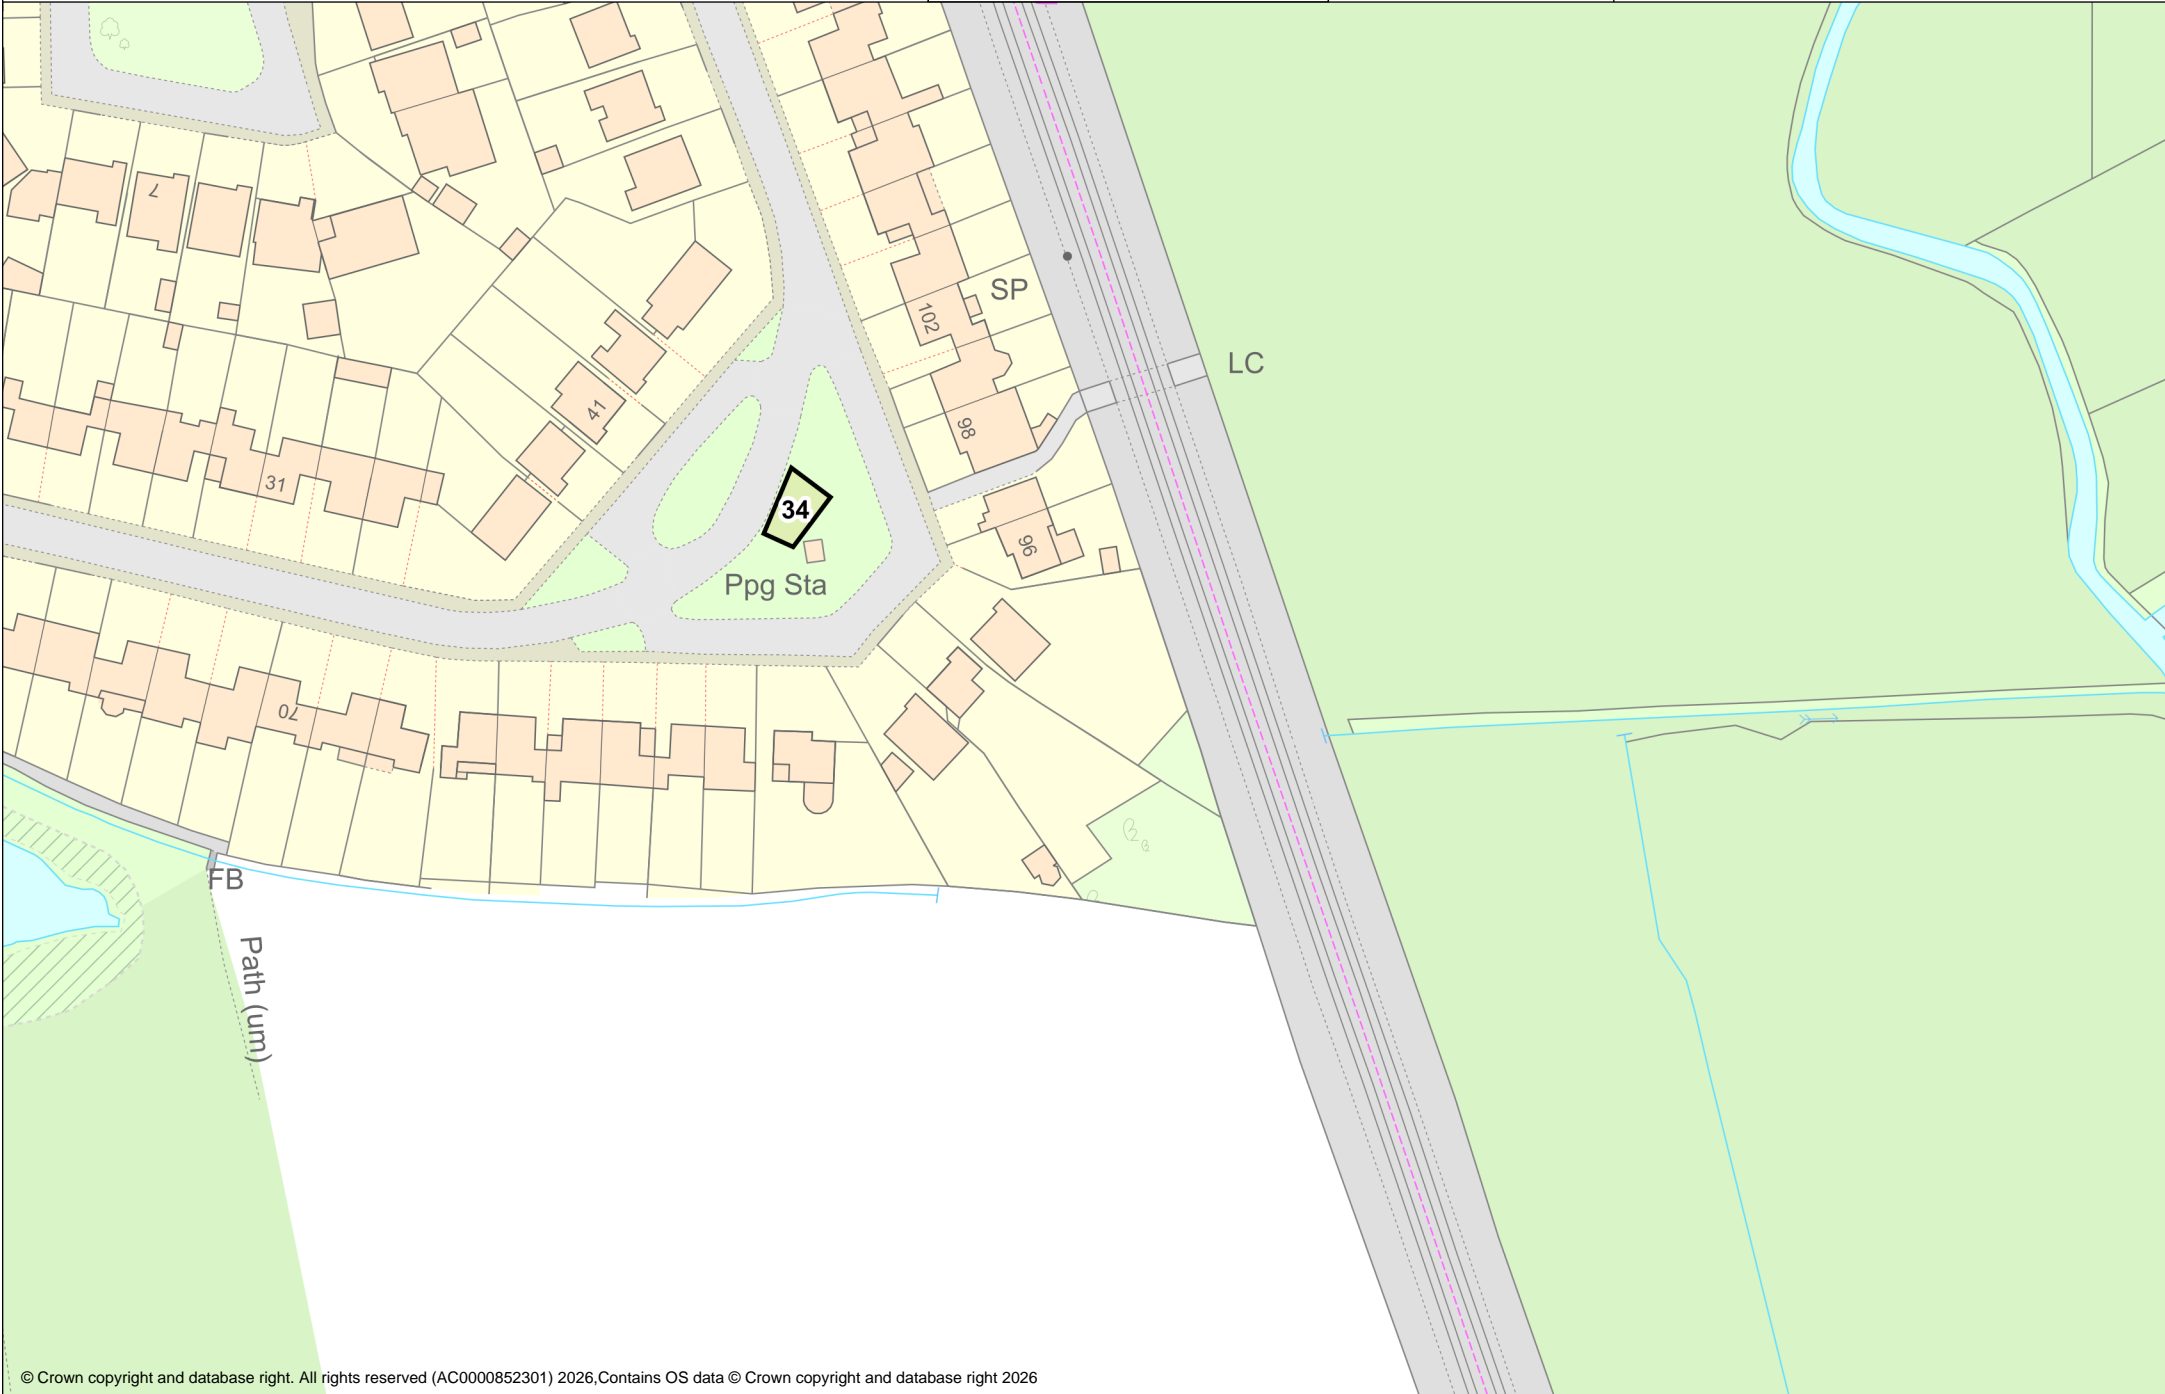 7
SP
102
LC
41
98
31
34
96
Ppg Sta
70
FB
Path (um)
© Crown copyright and database right. All rights reserved (AC0000852301) 2026,Contains OS data © Crown copyright and database right 2026